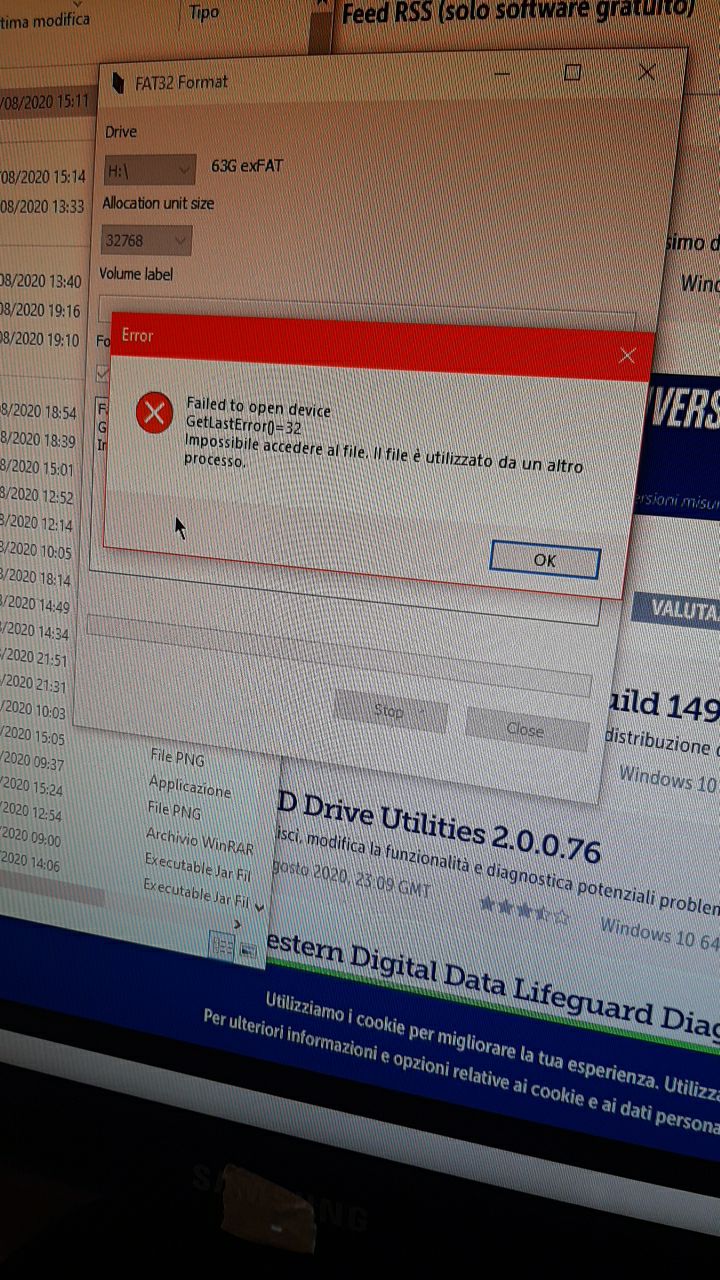 tima modifica
Tipo
Feed RSS (solo software gratuito)
/08/2020 15:11
08/2020 15:14
08/2020 13:33
08/2020 13:40
08/2020 19:16
08/2020 19:10
8/2020 18:54
8/2020 18:39
8/2020 15:01
8/2020 12:52
8/2020 12:14
8/2020 10:05
8/2020 18:14
8/2020 14:49
8/2020 14:34
/2020 21:51
/2020 21:31
/2020 10:03
/2020 15:05
/2020 09:37
/2020 15:24
/2020 12:54
/2020 09:00
2020 14:06
File PNG
Applicazione
File PNG
Archivio WinRAR
Executable Jar Fil
Executable Jar Fil
FAT32 Format
Drive
H:\
63G exFAT
Allocation unit size
32768
Volume label
Fo
F
G
Ir
Error
Failed to open device
GetLastError()=32
Impossibile accedere al file. Il file è utilizzato da un altro
processo.
OK
Stop
Close
simo d
Wind
VERS
ersioni misur
VALUTA
uild 149
distribuzione
Windows 10
D Drive Utilities 2.0.0.76
isci, modifica la funzionalità e diagnostica potenziali problem
gosto 2020, 23:09 GMT
Windows 10 64
estern Digital Data Lifeguard Diag
Utilizziamo i cookie per migliorare la tua esperienza. Utilizza
Per ulteriori informazioni e opzioni relative ai cookie e ai dati persona
SAMSUNG